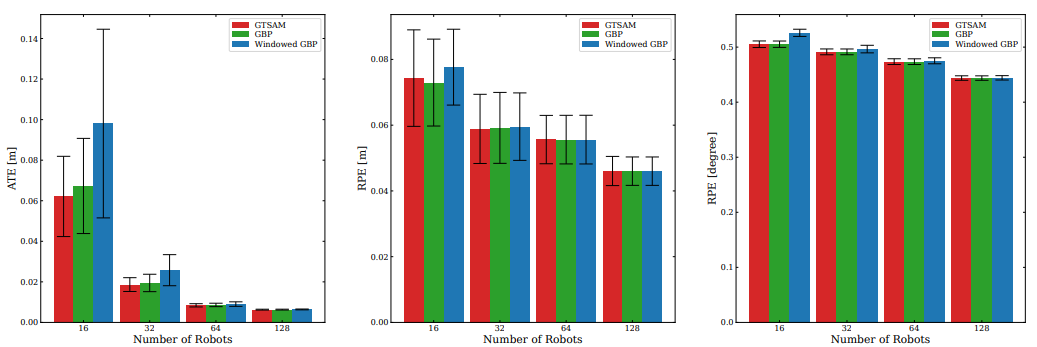 GTSAM
GBP
Windowed GBP
0.14
0.12
0.10
0.08
0.06
0.04
0.02
0.00
ATE [m]
16 32 64 128
Number of Robots
GTSAM
GBP
Windowed GBP
0.08
0.06
0.04
0.02
0.00
RPE [m]
16 32 64 128
Number of Robots
GTSAM
GBP
Windowed GBP
0.5
0.4
0.3
0.2
0.1
0.0
RPE [degree]
16 32 64 128
Number of Robots